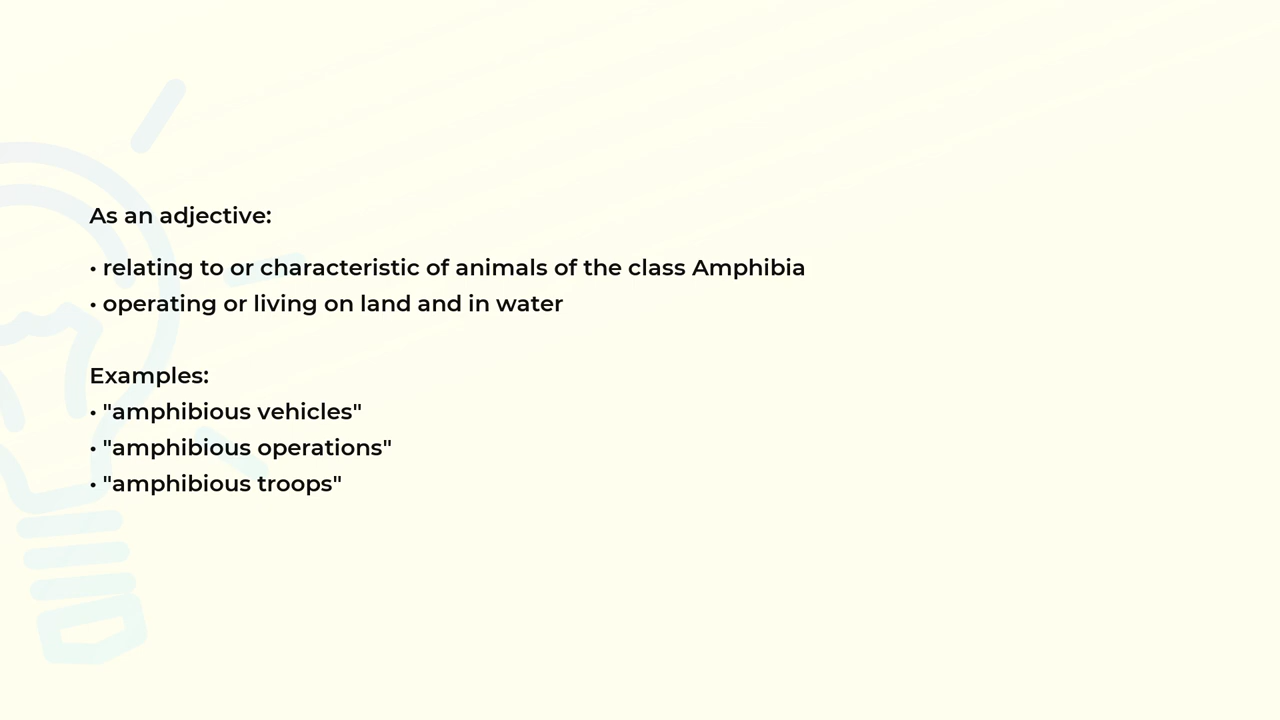 As an adjective:
• relating to or characteristic of animals of the class Amphibia
• operating or living on land and in water
Examples:
• "amphibious vehicles"
• "amphibious operations"
• "amphibious troops"